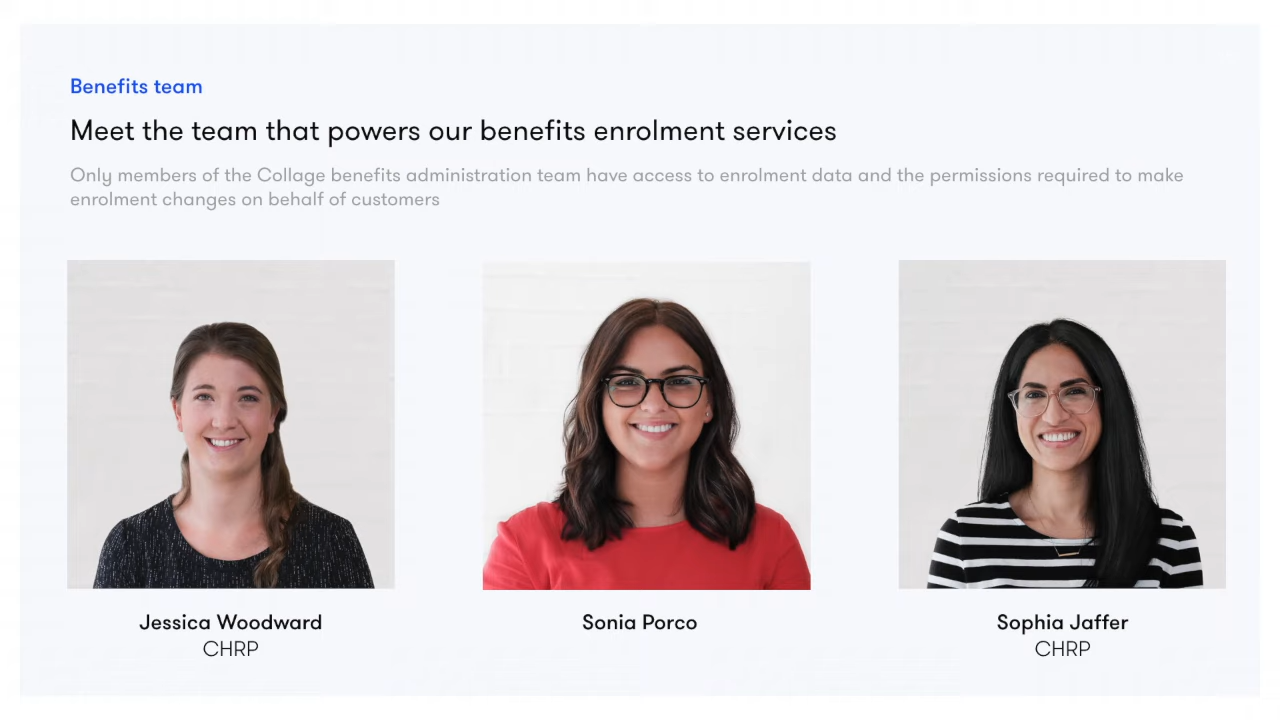 Benefits team
Meet the team that powers our benefits enrolment services
Only members of the Collage benefits administration team have access to enrolment data and the permissions required to make
enrolment changes on behalf of customers
Jessica Woodward
CHRP
Sonia Porco
Sophia Jaffer
CHRP